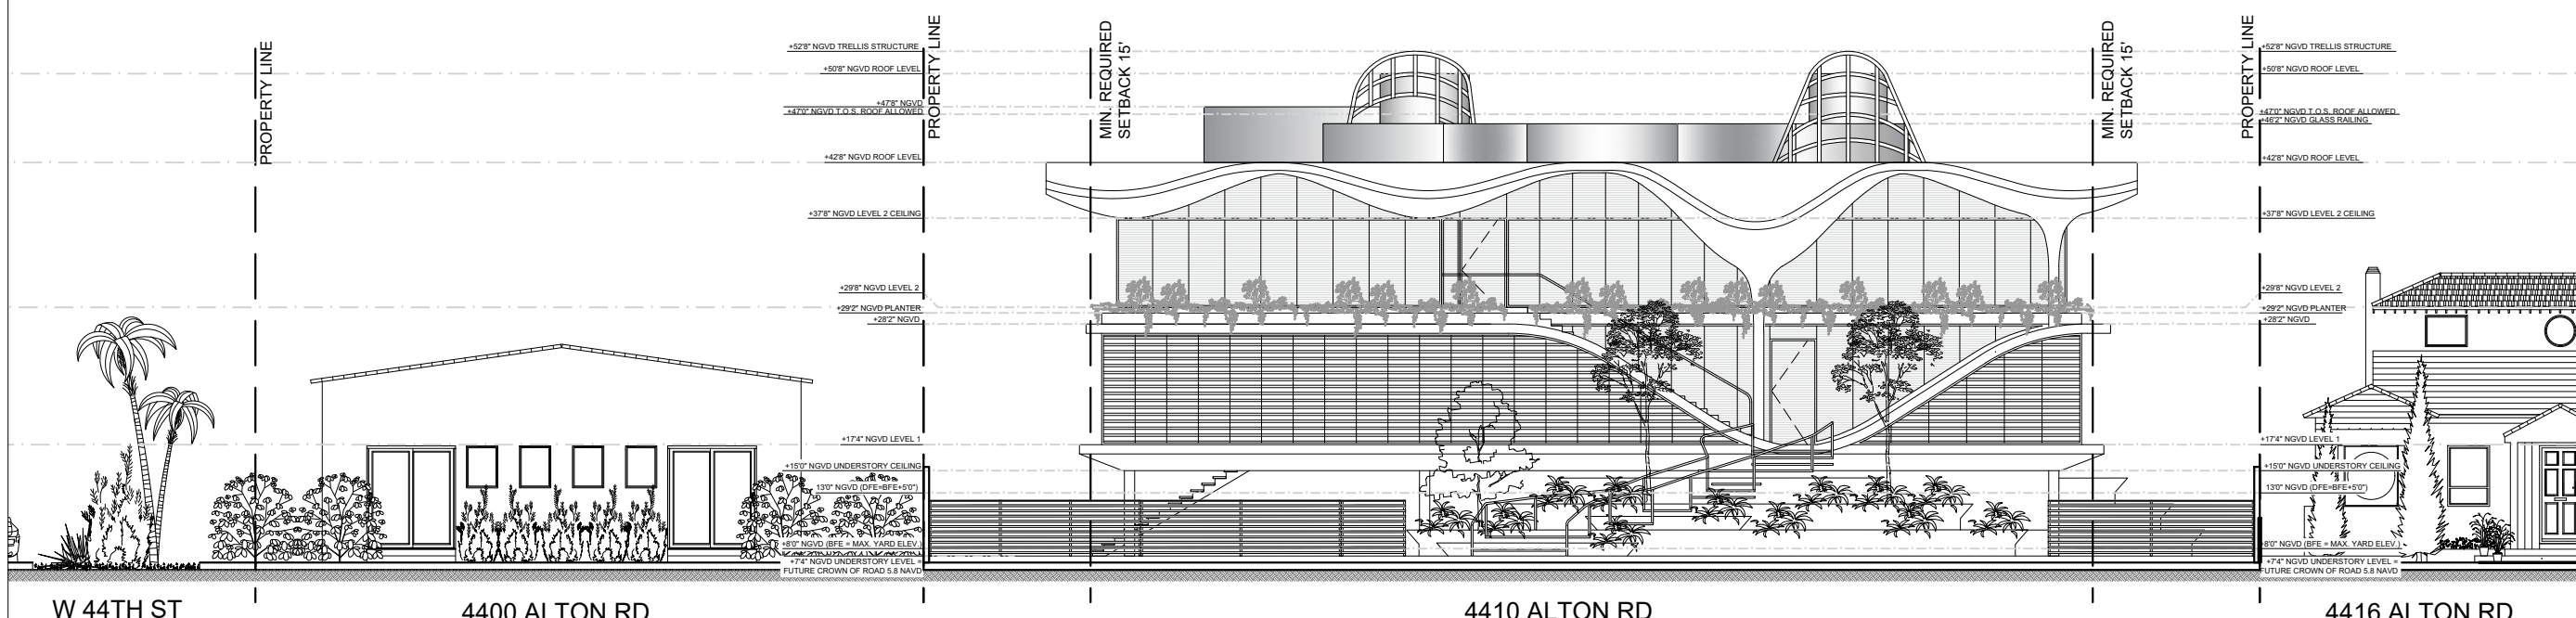 PROPERTY LINE
+52'8" NGVD TRELLIS STRUCTURE
+50'8" NGVD ROOF LEVEL
+47'8" NGVD
+47'0" NGVD T.O.S. ROOF ALLOWED
+42'8" NGVD ROOF LEVEL
+37'8" NGVD LEVEL 2 CEILING
+29'8" NGVD LEVEL 2
+29'2" NGVD PLANTER
+28'2" NGVD
+17'4" NGVD LEVEL 1
+15'0" NGVD UNDERSTORY CEILING
13'0" NGVD (DFE=BFE+5'0")
+8'0" NGVD (BFE = MAX. YARD ELEV.)
+7'4" NGVD UNDERSTORY LEVEL =
FUTURE CROWN OF ROAD 5.8 NAVD
PROPERTY LINE
MIN. REQUIRED
SETBACK 15'
MIN. REQUIRED
SETBACK 15'
PROPERTY LINE
+52'8" NGVD TRELLIS STRUCTURE
+50'8" NGVD ROOF LEVEL
+47'0" NGVD T.O.S. ROOF ALLOWED
+46'2" NGVD GLASS RAILING
+42'8" NGVD ROOF LEVEL
+37'8" NGVD LEVEL 2 CEILING
+29'8" NGVD LEVEL 2
+29'2" NGVD PLANTER
+28'2" NGVD
+17'4" NGVD LEVEL 1
+15'0" NGVD UNDERSTORY CEILING
13'0" NGVD (DFE=BFE+5'0")
+8'0" NGVD (BFE = MAX. YARD ELEV.)
+7'4" NGVD UNDERSTORY LEVEL =
FUTURE CROWN OF ROAD 5.8 NAVD
W 44TH ST
4400 ALTON RD
4410 ALTON RD
4416 ALTON RD